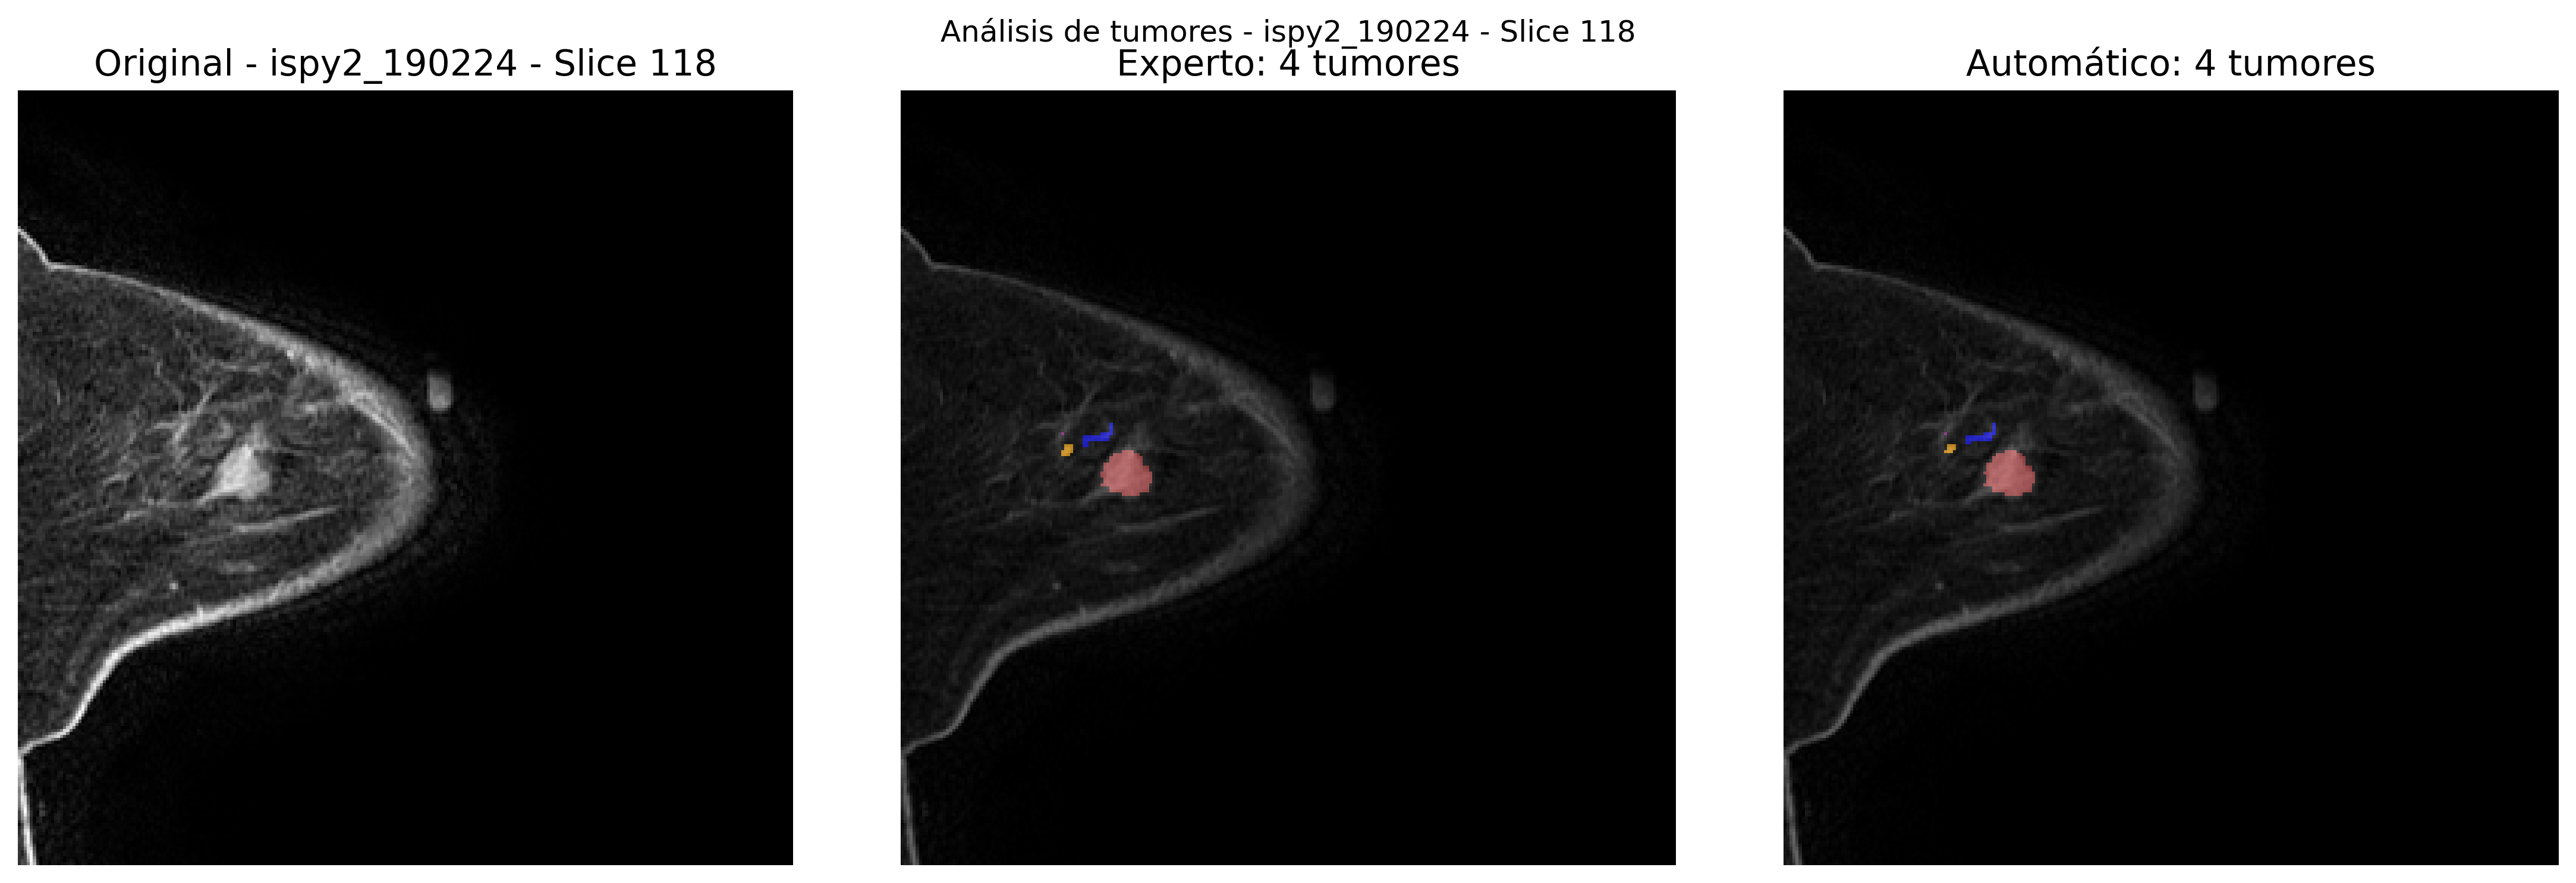 Análisis de tumores - ispy2_190224 - Slice 118
Original - ispy2_190224 - Slice 118
Experto: 4 tumores
Automático: 4 tumores